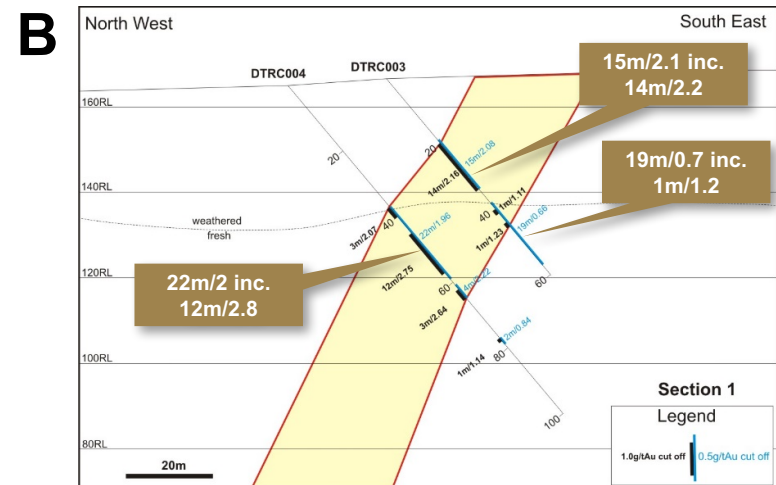 B
North West
South East
DTRC004
DTRC003
15m/2.1 inc.
14m/2.2
160RL
20
20
15m/2.08
14m/2.16
19m/0.7 inc.
1m/1.2
140RL
40
1m/1.11
19m/0.66
1m/1.23
weathered
fresh
40
3m/2.07
22m/1.96
22m/2 inc.
12m/2.8
12m/2.75
120RL
60
60
4m/2.22
3m/2.64
2m/0.84
1m/1.14
80
100RL
100
80RL
20m
Section 1
Legend
1.0g/tAu cut off
0.5g/tAu cut off